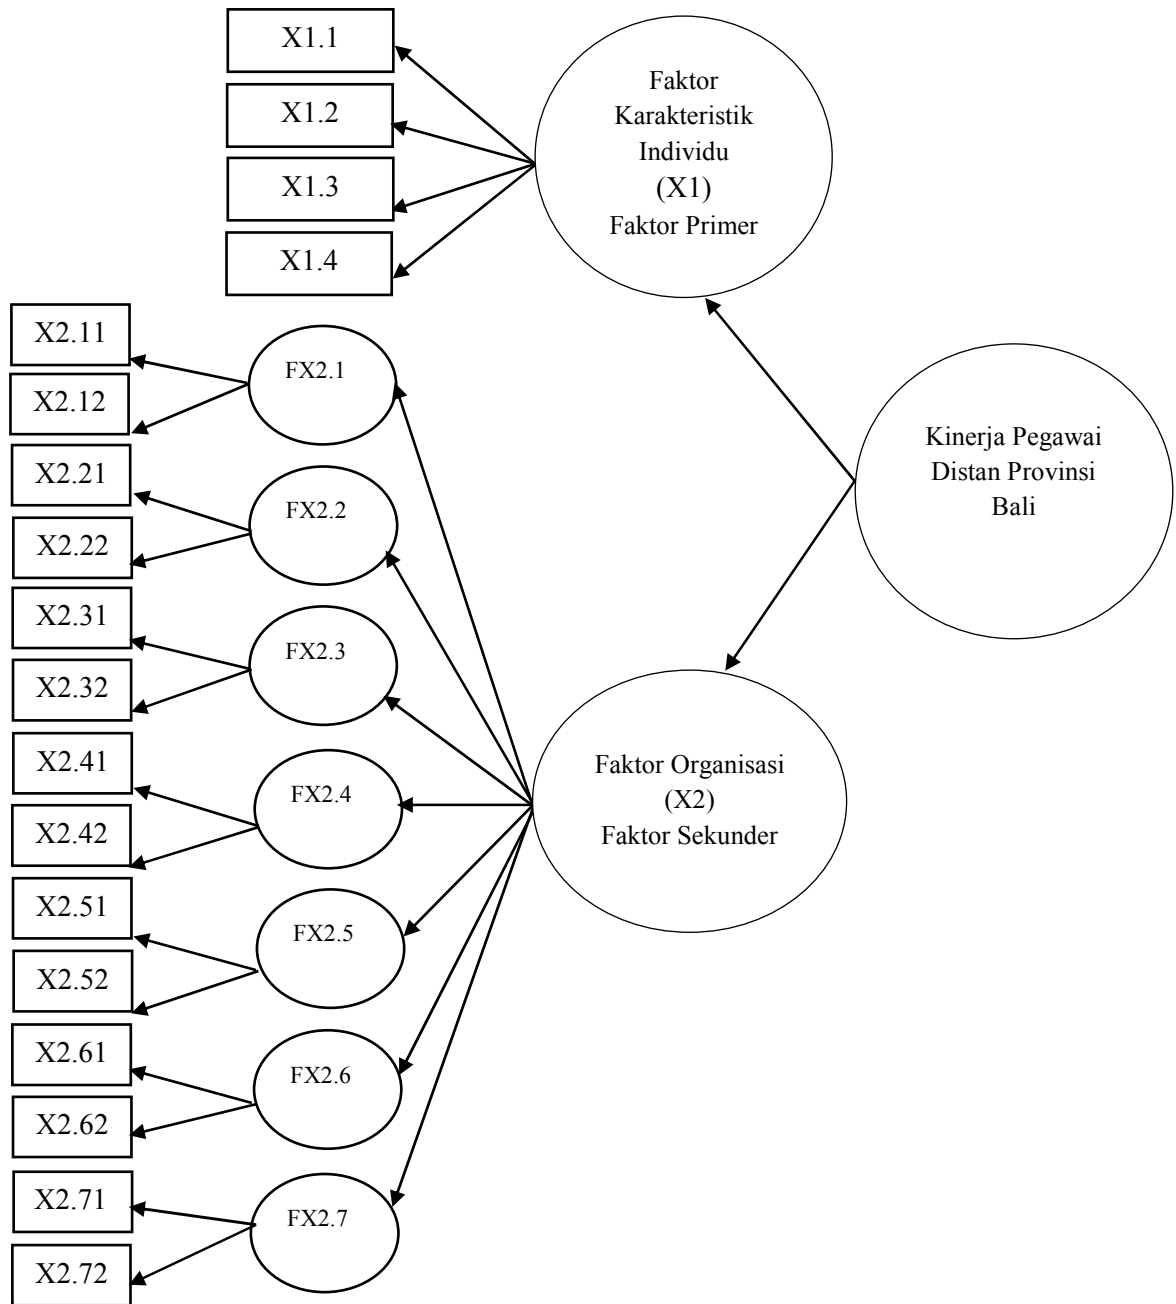 X1.1
X1.2
X1.3
X1.4
Faktor
Karakteristik
Individu
(X1)
Faktor Primer
X2.11
X2.12
X2.21
X2.22
X2.31
X2.32
X2.41
X2.42
X2.51
X2.52
X2.61
X2.62
X2.71
X2.72
FX2.1
FX2.2
FX2.3
FX2.4
FX2.5
FX2.6
FX2.7
Faktor Organisasi
(X2)
Faktor Sekunder
Kinerja Pegawai
Distan Provinsi
Bali